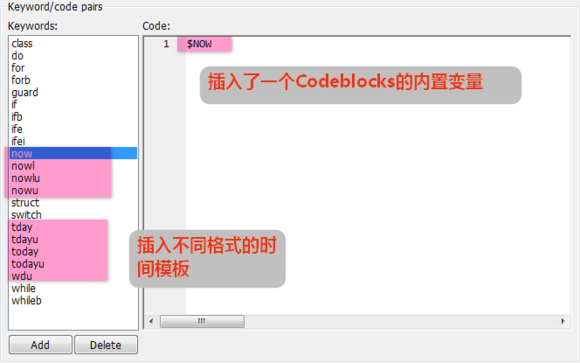 Keyword/code pairs
Keywords:
Code:
class
do
for
forb
guard
if
ifb
ife
ifei
now
nowl
nowlu
nowu
struct
switch
tday
tdayu
today
todayu
wdu
while
whileb
1 $NOW
插入了一个Codeblocks的内置变量
插入不同格式的时
间模板
Add
Delete